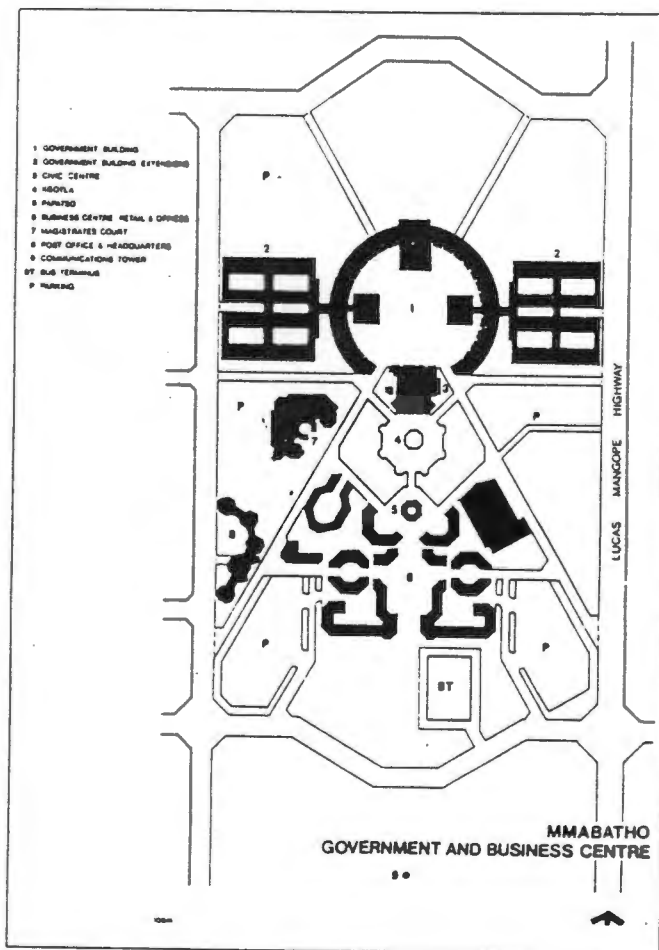 1 GOVERNMENT BUILDING
2 GOVERNMENT BUILDING EXTENSIONS
3 CIVIC CENTRE
4 KGOTLA
5 PAPATSO
6 BUSINESS CENTRE RETAIL & OFFICES
7 MAGISTRATES COURT
8 POST OFFICE & HEADQUARTERS
9 COMMUNICATIONS TOWER
BT BUS TERMINUS
P PARKING
P
2
2
1
3
P
P
7
4
5
8
6
P
P
BT
LUCAS MANGOPE HIGHWAY
MMABATHO
GOVERNMENT AND BUSINESS CENTRE
9